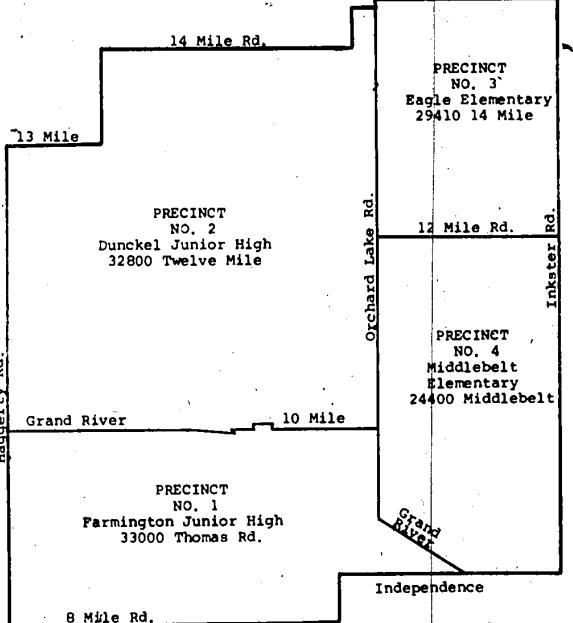 14 Mile Rd.
PRECINCT
NO. 3
Eagle Elementary
29410 14 Mile
13 Mile
PRECINCT
NO. 2
Dunckel Junior High
32800 Twelve Mile
Orchard Lake Rd.
12 Mile Rd.
Inkster Rd.
PRECINCT
NO. 4
Middlebelt
Elementary
24400 Middlebelt
Haggerty Rd.
Grand River
10 Mile
PRECINCT
NO. 1
Farmington Junior High
33000 Thomas Rd.
Grand
River
Independence
8 Mile Rd.